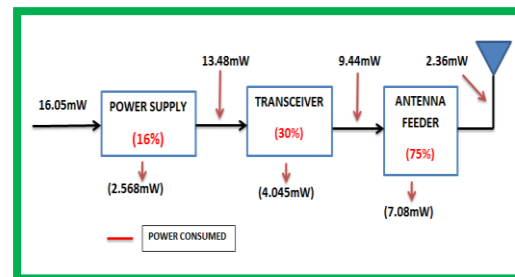 13.48mW
9.44mW
2.36mW
16.05mW
POWER SUPPLY
(16%)
TRANSCEIVER
(30%)
ANTENNA
FEEDER
(75%)
(2.568mW)
(4.045mW)
(7.08mW)
POWER CONSUMED